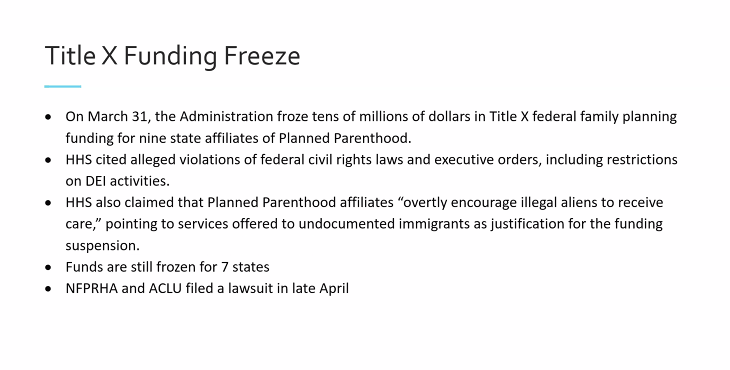 Title X Funding Freeze
• On March 31, the Administration froze tens of millions of dollars in Title X federal family planning
funding for nine state affiliates of Planned Parenthood.
• HHS cited alleged violations of federal civil rights laws and executive orders, including restrictions
on DEI activities.
• HHS also claimed that Planned Parenthood affiliates “overtly encourage illegal aliens to receive
care,” pointing to services offered to undocumented immigrants as justification for the funding
suspension.
• Funds are still frozen for 7 states
• NFPRHA and ACLU filed a lawsuit in late April